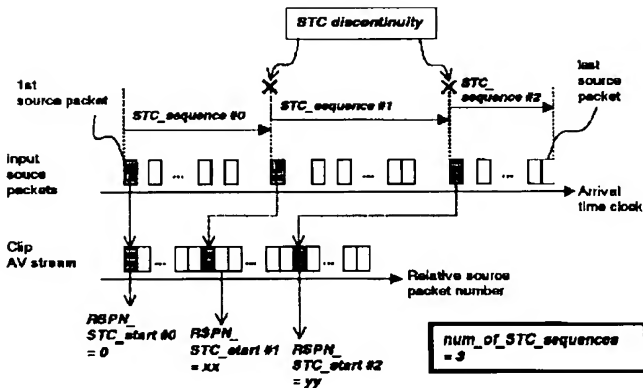 STC discontinuity
1st
source packet
STC_sequence #0
STC_sequence #1
STC_
sequence #2
last
source
packet
input
souce
packets
...
...
...
Arrival
time clock
Clip
AV stream
...
...
...
Relative source
packet number
RSPN_
STC_start #0
= 0
RSPN_
STC_start #1
= xx
RSPN_
STC_start #2
= yy
num_of_STC_sequences
= 3